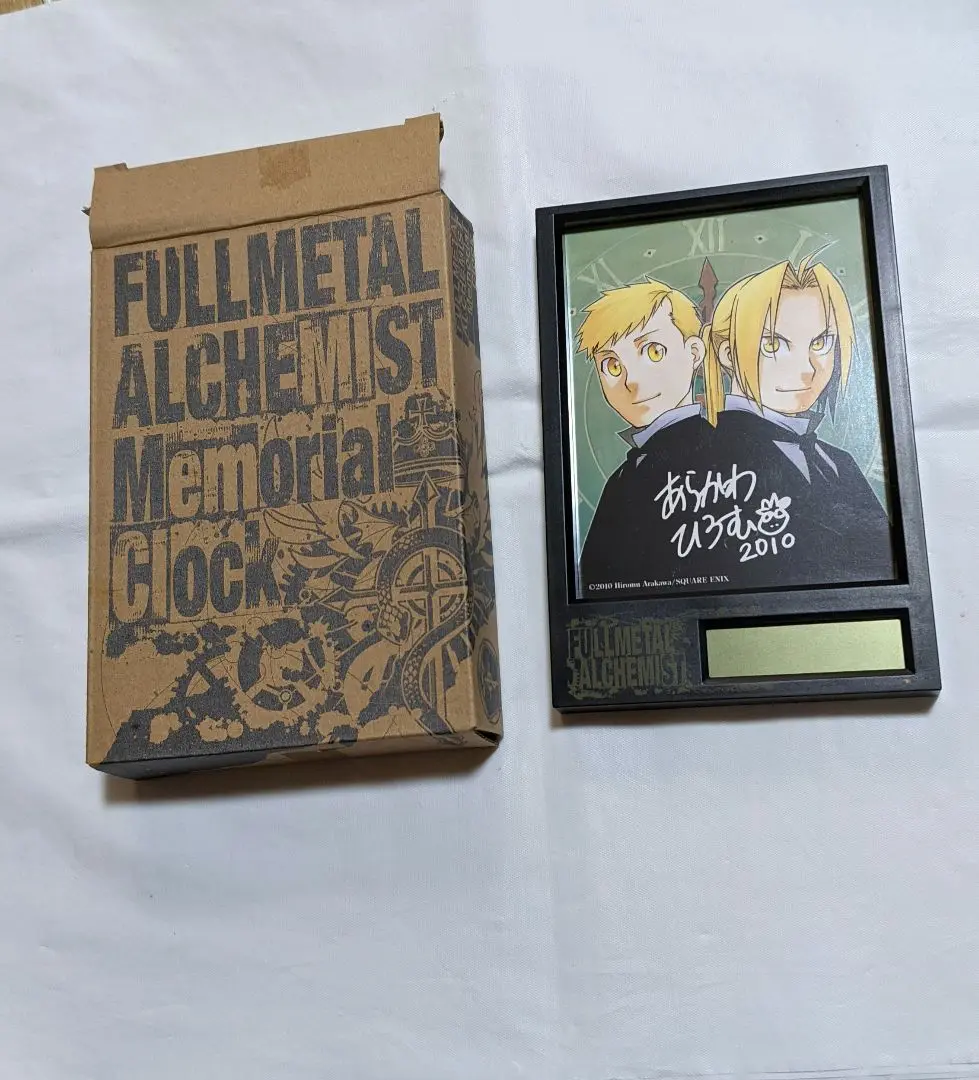 FULLMETAL
ALCHEMIST
Memorial
Clock
XII
あらかわ
ひろむ
2010
©2010 Hiromu Arakawa/SQUARE ENIX
FULLMETAL
ALCHEMIST